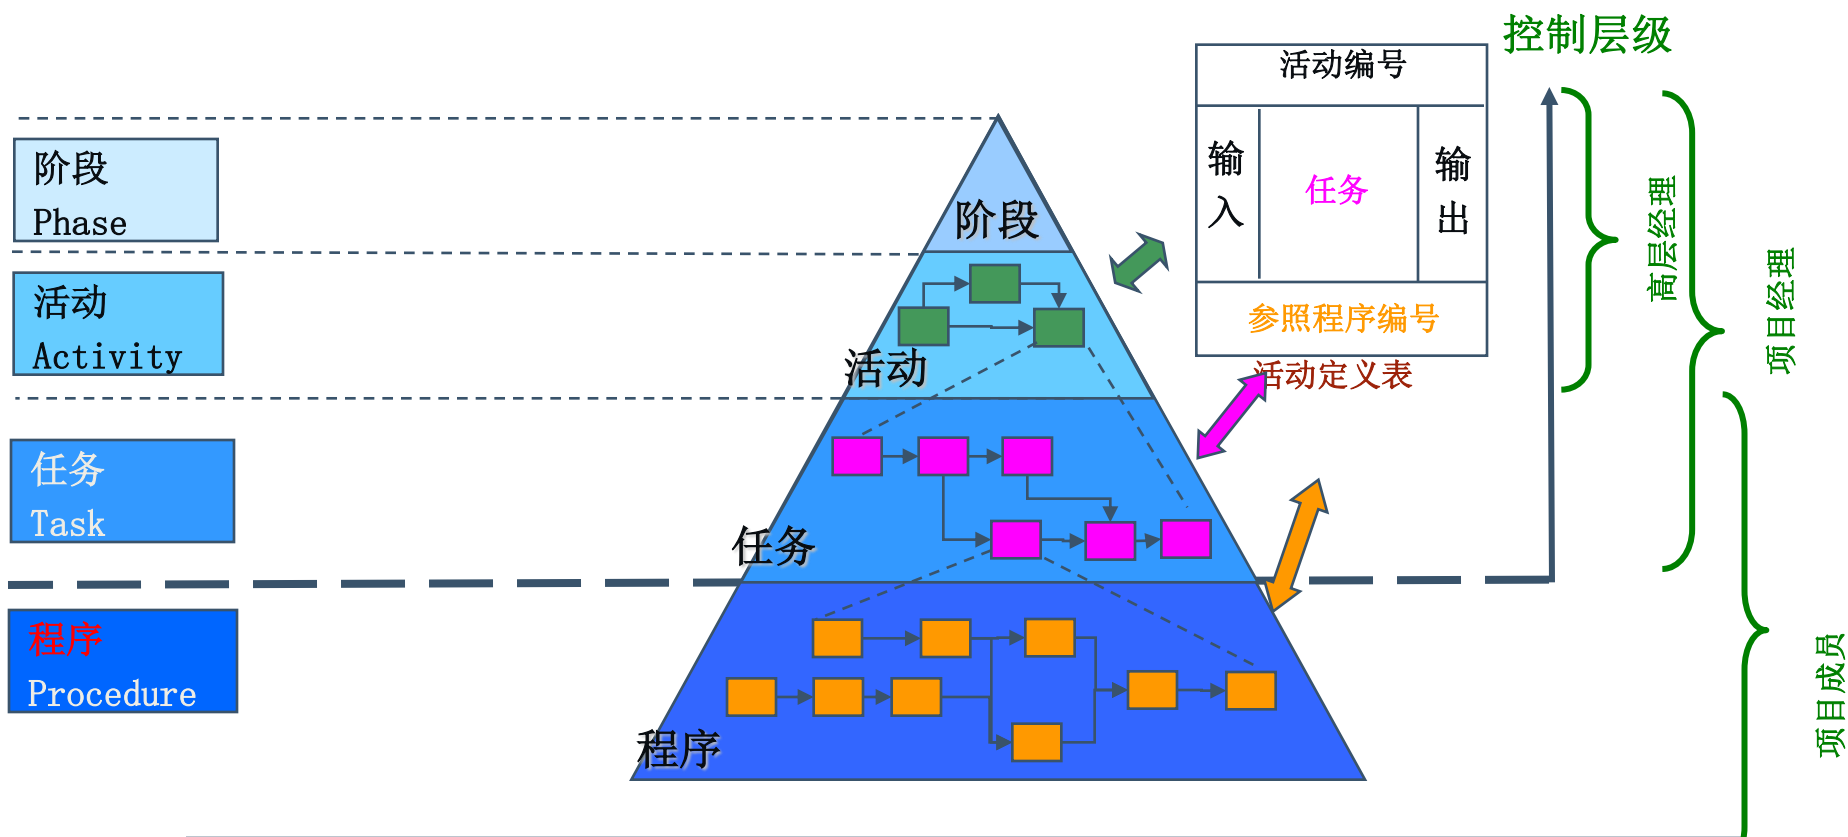 控制层级
活动编号
输
入
任务
输
出
参照程序编号
活动定义表
阶段
Phase
活动
Activity
任务
Task
程序
Procedure
阶段
活动
任务
程序
高层经理
项目经理
项目成员